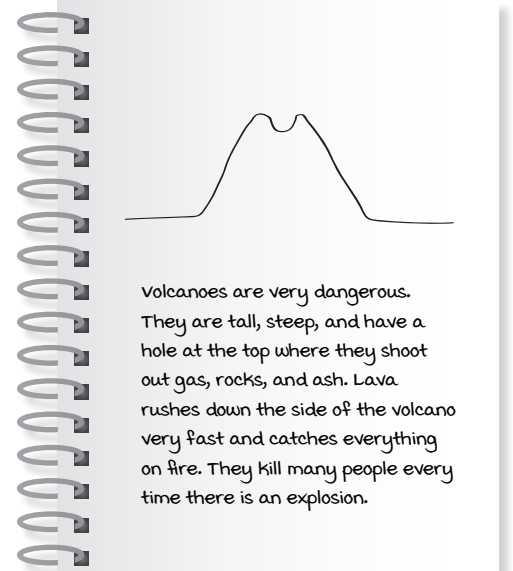 Volcanoes are very dangerous.
They are tall, steep, and have a
hole at the top where they shoot
out gas, rocks, and ash. Lava
rushes down the side of the volcano
very fast and catches everything
on fire. They kill many people every
time there is an explosion.